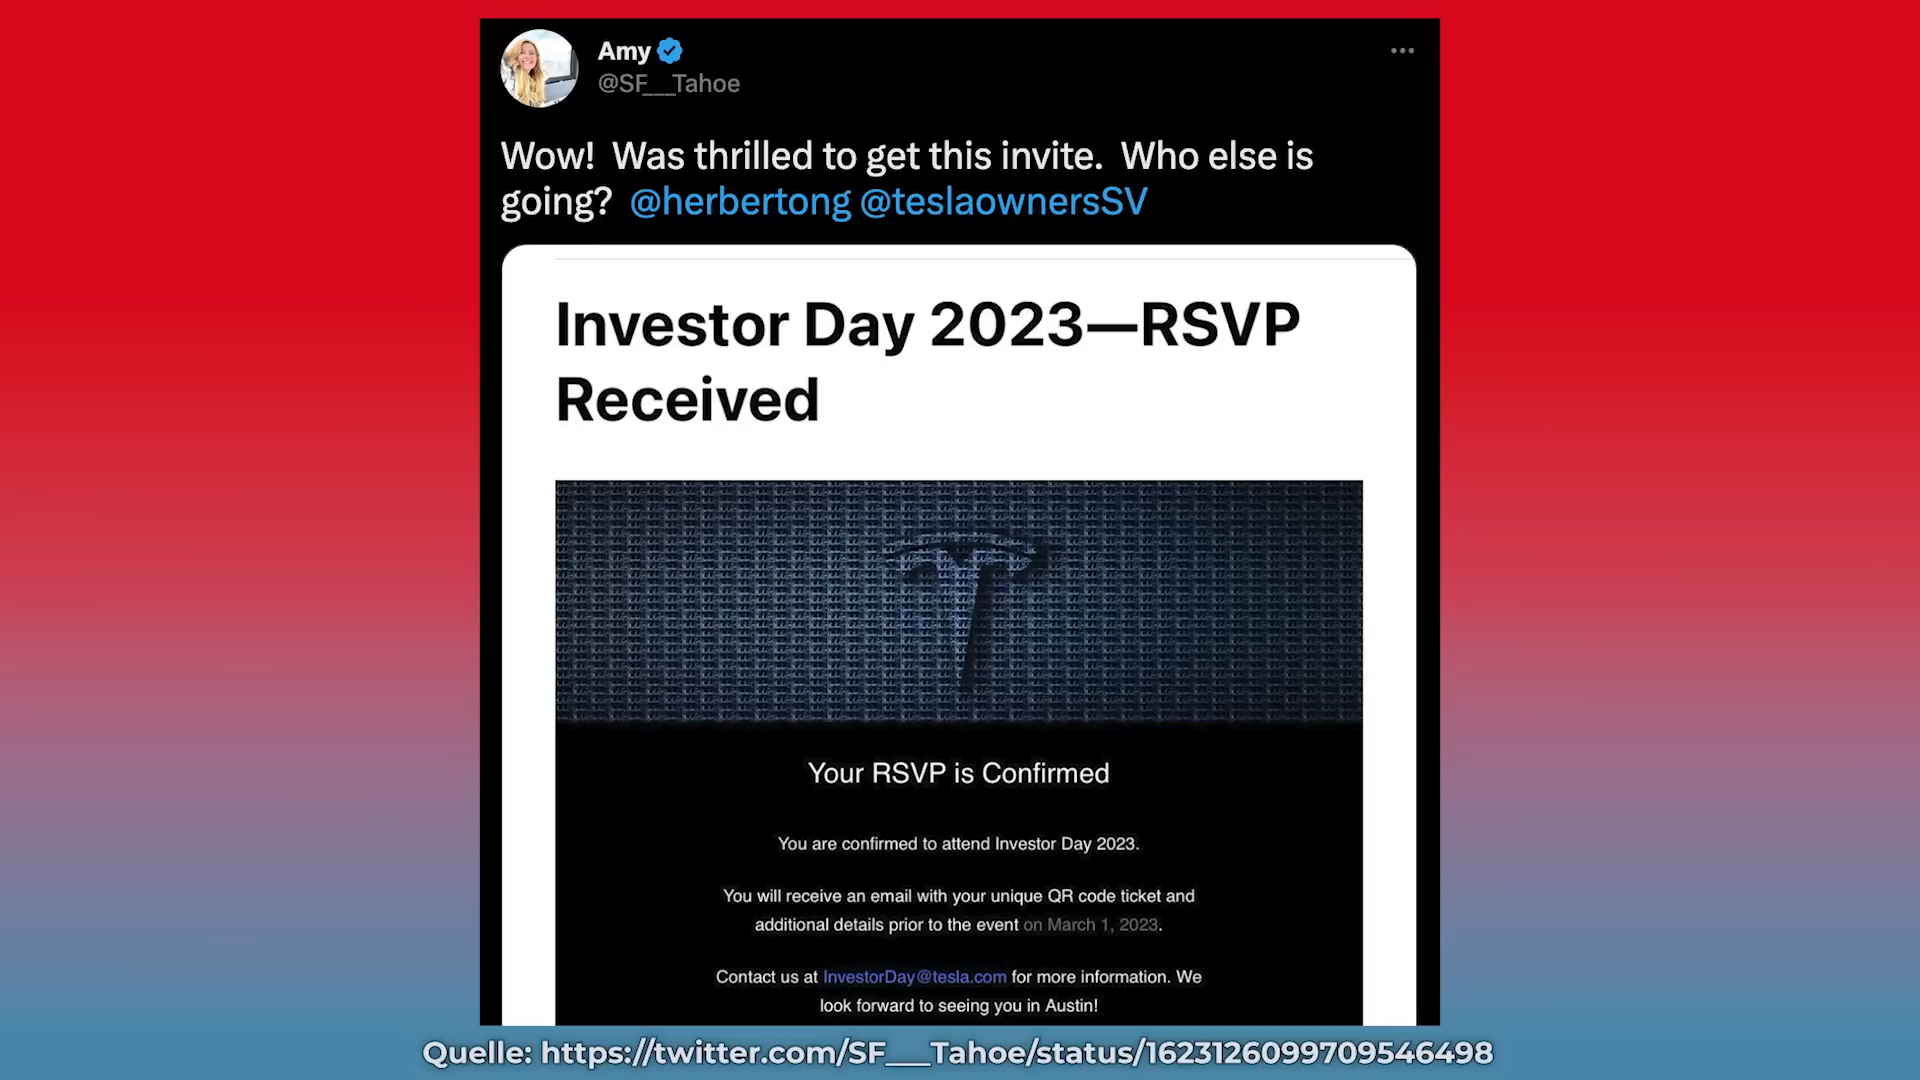 Amy
@SF___Tahoe
Wow!  Was thrilled to get this invite.  Who else is
going?  @herbertong @teslaownersSV
Investor Day 2023—RSVP
Received
Your RSVP is Confirmed
You are confirmed to attend Investor Day 2023.
You will receive an email with your unique QR code ticket and
additional details prior to the event on March 1, 2023.
Contact us at InvestorDay@tesla.com for more information. We
look forward to seeing you in Austin!
Quelle: https://twitter.com/SF___Tahoe/status/1623126099709546498